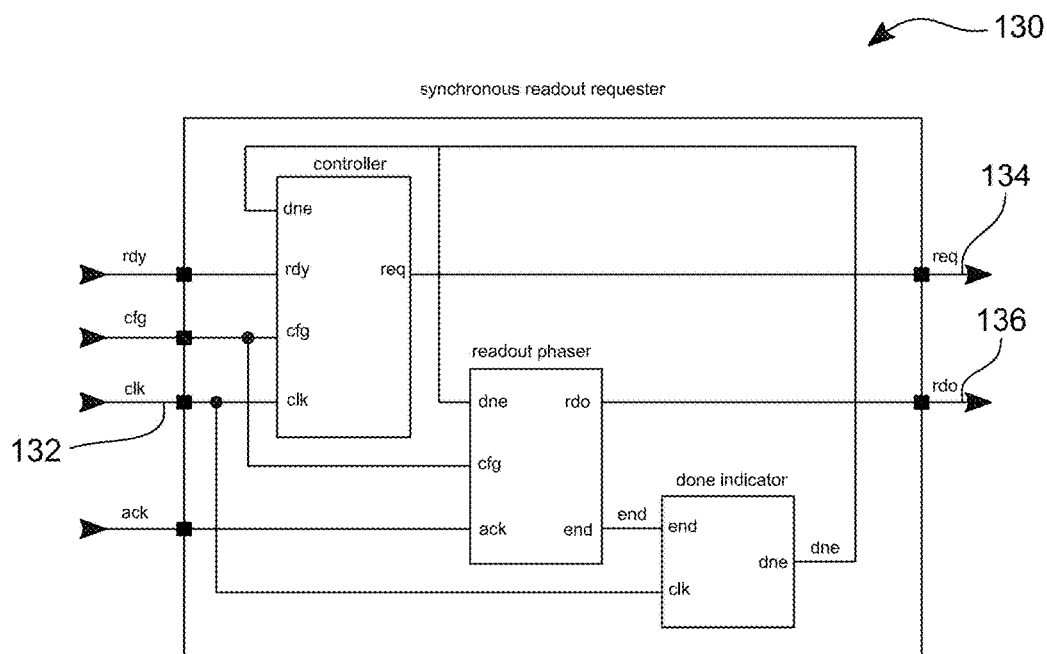 130
synchronous readout requester
controller
134
dne
rdy
rdy
req
req
cfg
cfg
136
readout phaser
clk
clk
dne
rdo
rdo
132
cfg
done indicator
ack
ack
end
end
end
dne
dne
clk